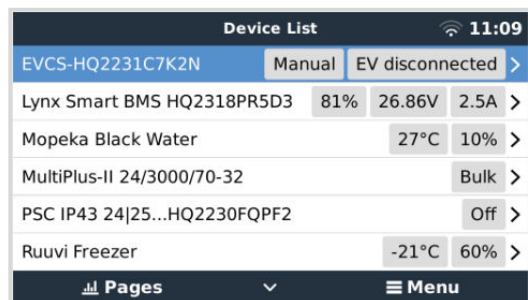 Device List 11:09
EVCS-HQ2231C7K2N Manual EV disconnected
Lynx Smart BMS HQ2318PR5D3 81% 26.86V 2.5A
Mopeka Black Water 27°C 10%
MultiPlus-II 24/3000/70-32 Bulk
PSC IP43 24|25...HQ2230FQPF2 Off
Ruuvi Freezer -21°C 60%
Pages Menu